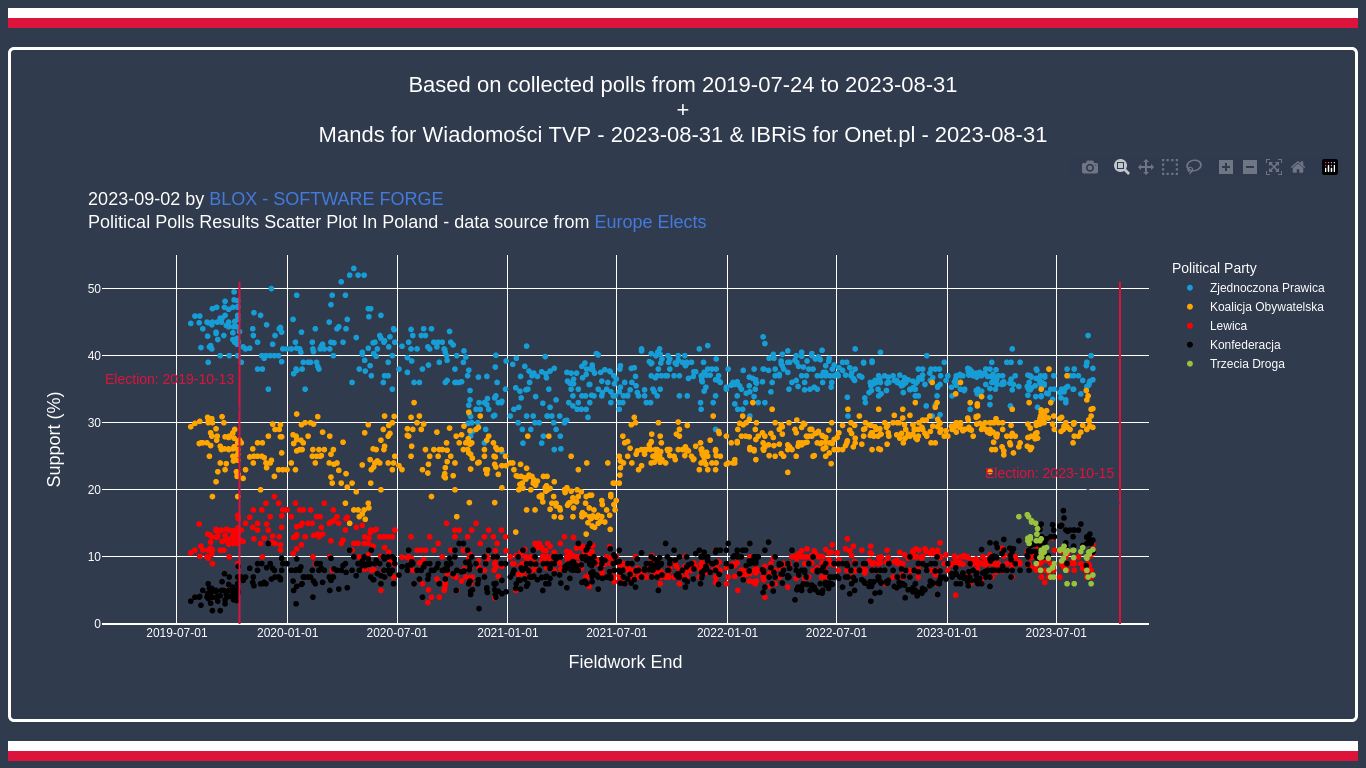 Based on collected polls from 2019-07-24 to 2023-08-31
+
Mands for Wiadomości TVP - 2023-08-31 & IBRiS for Onet.pl - 2023-08-31
2023-09-02 by BLOX - SOFTWARE FORGE
Political Polls Results Scatter Plot In Poland - data source from Europe Elects
Political Party
Zjednoczona Prawica
Koalicja Obywatelska
Lewica
Konfederacja
Trzecia Droga
Support (%)
50
40
30
20
10
0
Election: 2019-10-13
Election: 2023-10-15
2019-07-01
2020-01-01
2020-07-01
2021-01-01
2021-07-01
2022-01-01
2022-07-01
2023-01-01
2023-07-01
Fieldwork End